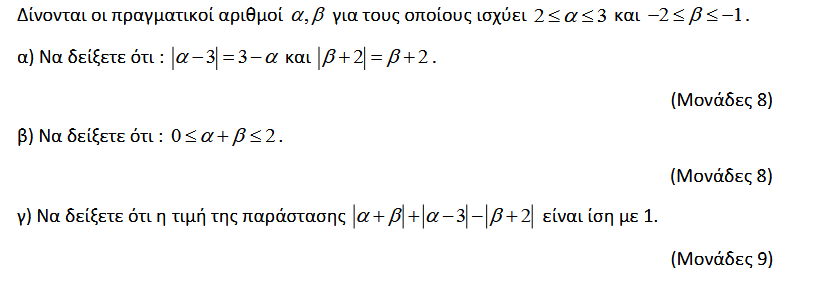 Δίνονται οι πραγματικοί αριθμοί α, β για τους οποίους ισχύει 2 ≤ α ≤ 3 και −2 ≤ β ≤ −1.
α) Να δείξετε ότι : |α − 3| = 3 − α και |β + 2| = β + 2.
(Μονάδες 8)
β) Να δείξετε ότι : 0 ≤ α + β ≤ 2.
(Μονάδες 8)
γ) Να δείξετε ότι η τιμή της παράστασης |α + β| + |α − 3| − |β + 2| είναι ίση με 1.
(Μονάδες 9)